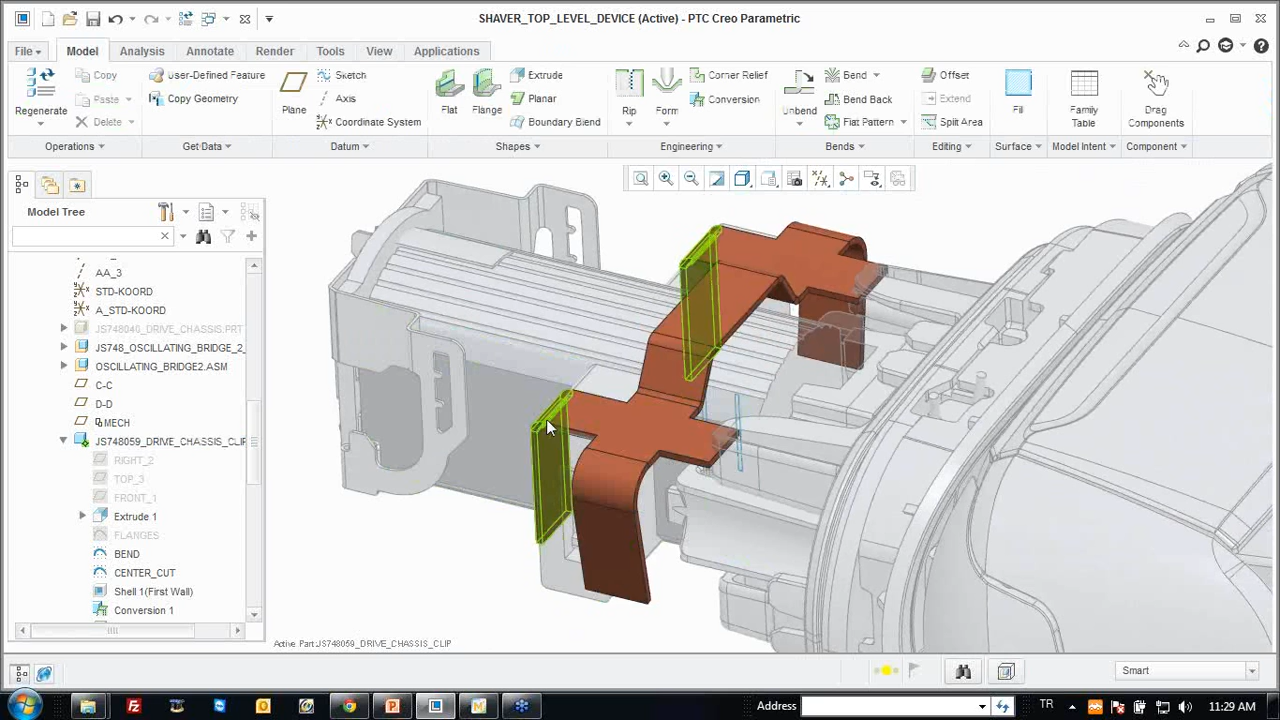 SHAVER_TOP_LEVEL_DEVICE (Active) - PTC Creo Parametric
File Model Analysis Annotate Render Tools View Applications
Regenerate
Copy
Paste
Delete
User-Defined Feature
Copy Geometry
Plane
Sketch
Axis
Coordinate System
Flat
Flange
Extrude
Planar
Boundary Blend
Rip
Form
Corner Relief
Conversion
Unbend
Bend
Bend Back
Flat Pattern
Offset
Extend
Split Area
Fill
Family Table
Drag Components
Operations Get Data Datum Shapes Engineering Bends Editing Surface Model Intent Component
Model Tree
AA_3
STD-KOORD
A_STD-KOORD
JS748046_DRIVE_CHASSIS.PRT
JS748_OSCILLATING_BRIDGE_2_
OSCILLATING_BRIDGE2.ASM
C-C
D-D
MECH
JS748059_DRIVE_CHASSIS_CLIP
RIGHT_2
TOP_3
FRONT_1
Extrude 1
FLANGES
BEND
CENTER_CUT
Shell 1(First Wall)
Conversion 1
Active Part:JS748059_DRIVE_CHASSIS_CLIP
Smart
Address
TR
11:29 AM